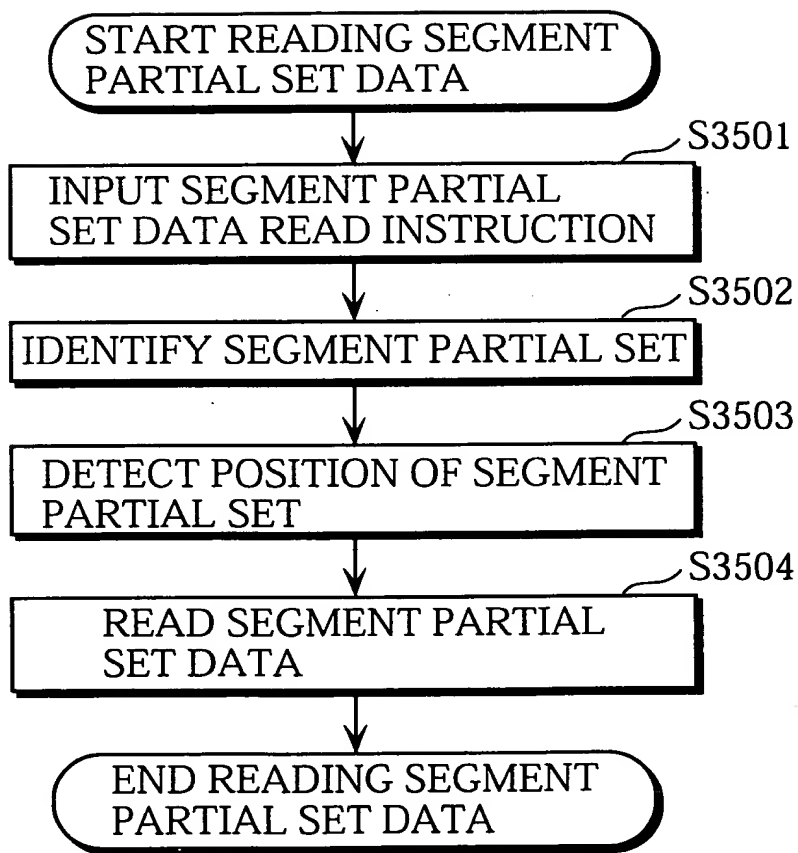 START READING SEGMENT
PARTIAL SET DATA
S3501
INPUT SEGMENT PARTIAL
SET DATA READ INSTRUCTION
S3502
IDENTIFY SEGMENT PARTIAL SET
S3503
DETECT POSITION OF SEGMENT
PARTIAL SET
S3504
READ SEGMENT PARTIAL
SET DATA
END READING SEGMENT
PARTIAL SET DATA